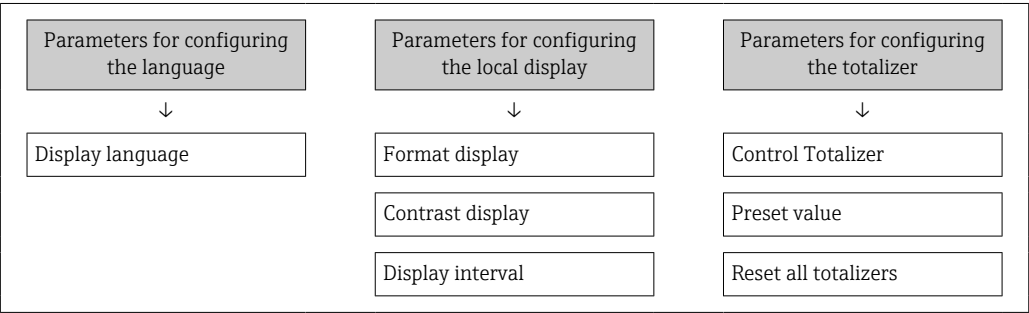 Parameters for configuring
the language
↓
Display language
Parameters for configuring
the local display
↓
Format display
Contrast display
Display interval
Parameters for configuring
the totalizer
↓
Control Totalizer
Preset value
Reset all totalizers